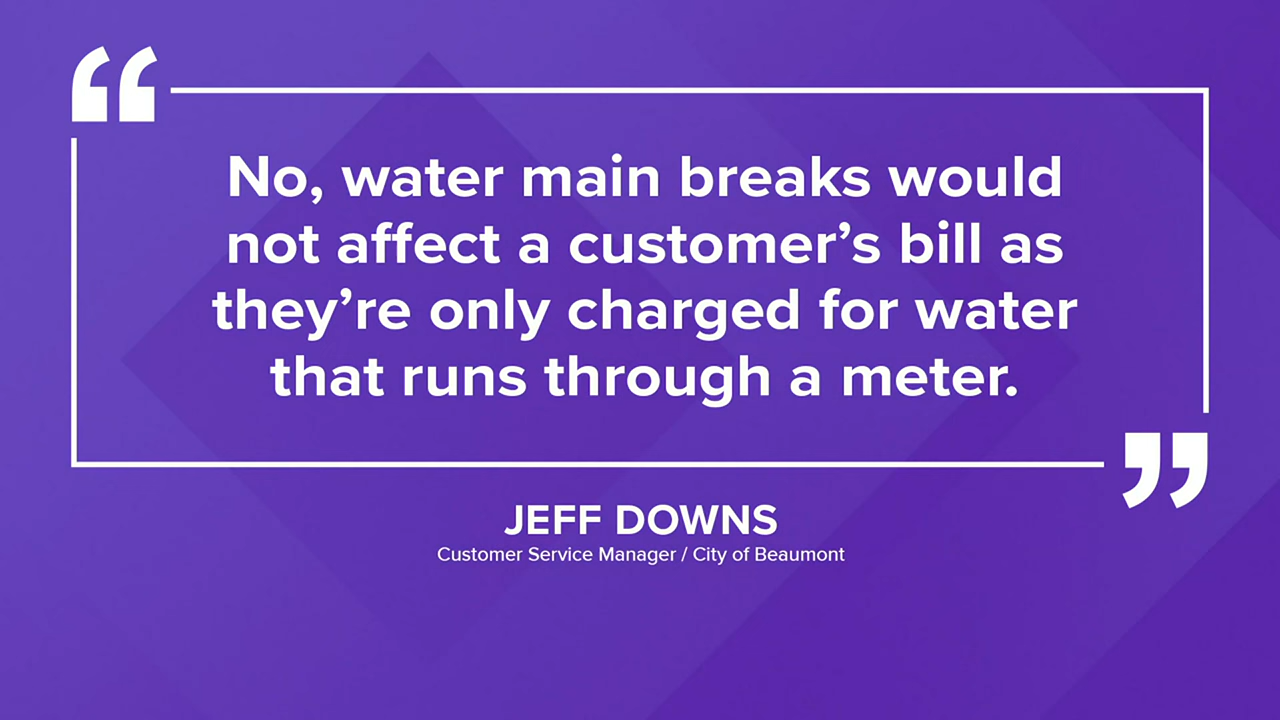 “
No, water main breaks would
not affect a customer’s bill as
they’re only charged for water
that runs through a meter.
”
JEFF DOWNS
Customer Service Manager / City of Beaumont